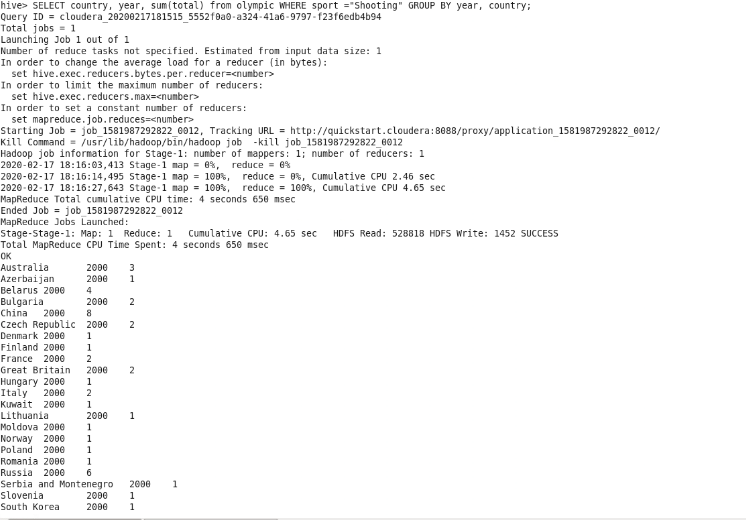 hive> SELECT country, year, sum(total) from olympic WHERE sport ="Shooting" GROUP BY year, country;
Query ID = cloudera_20200217181515_5552f0a0-a324-41a6-9797-f23f6edb4b94
Total jobs = 1
Launching Job 1 out of 1
Number of reduce tasks not specified. Estimated from input data size: 1
In order to change the average load for a reducer (in bytes):
  set hive.exec.reducers.bytes.per.reducer=<number>
In order to limit the maximum number of reducers:
  set hive.exec.reducers.max=<number>
In order to set a constant number of reducers:
  set mapreduce.job.reduces=<number>
Starting Job = job_1581987292822_0012, Tracking URL = http://quickstart.cloudera:8088/proxy/application_1581987292822_0012/
Kill Command = /usr/lib/hadoop/bin/hadoop job  -kill job_1581987292822_0012
Hadoop job information for Stage-1: number of mappers: 1; number of reducers: 1
2020-02-17 18:16:03,413 Stage-1 map = 0%,  reduce = 0%
2020-02-17 18:16:14,495 Stage-1 map = 100%,  reduce = 0%, Cumulative CPU 2.46 sec
2020-02-17 18:16:27,643 Stage-1 map = 100%,  reduce = 100%, Cumulative CPU 4.65 sec
MapReduce Total cumulative CPU time: 4 seconds 650 msec
Ended Job = job_1581987292822_0012
MapReduce Jobs Launched:
Stage-Stage-1: Map: 1  Reduce: 1   Cumulative CPU: 4.65 sec   HDFS Read: 528818 HDFS Write: 1452 SUCCESS
Total MapReduce CPU Time Spent: 4 seconds 650 msec
OK
Australia	2000	3
Azerbaijan	2000	1
Belarus	2000	4
Bulgaria	2000	2
China	2000	8
Czech Republic	2000	2
Denmark	2000	1
Finland	2000	1
France	2000	2
Great Britain	2000	2
Hungary	2000	1
Italy	2000	2
Kuwait	2000	1
Lithuania	2000	1
Moldova	2000	1
Norway	2000	1
Poland	2000	1
Romania	2000	1
Russia	2000	6
Serbia and Montenegro	2000	1
Slovenia	2000	1
South Korea	2000	1